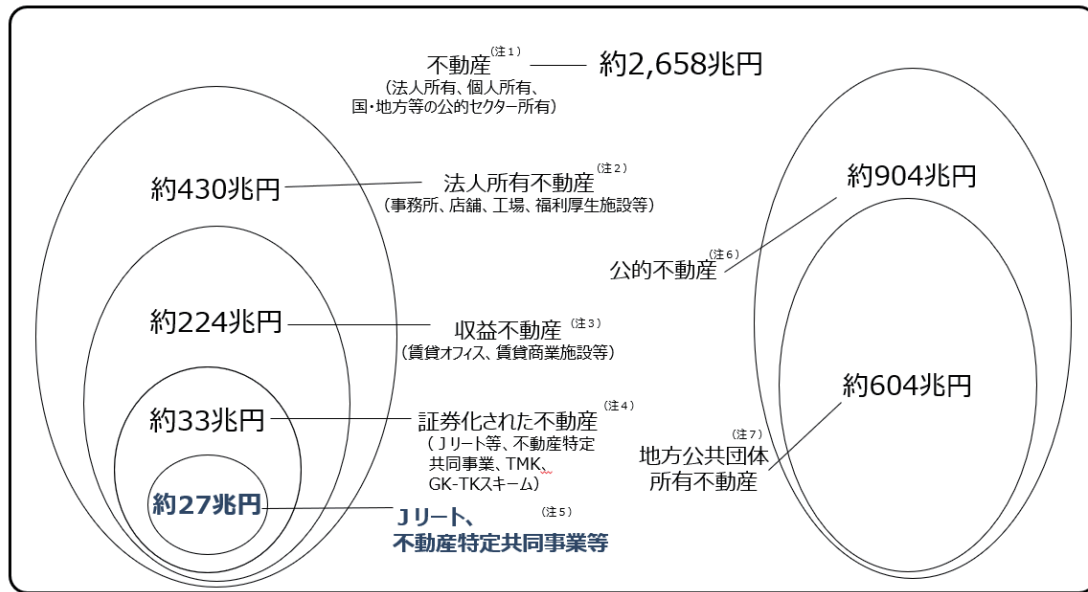 不動産（注１） 約2,658兆円
（法人所有、個人所有、
国・地方等の公的セクター所有）
約430兆円 法人所有不動産（注２）
（事務所、店舗、工場、福利厚生施設等）
約904兆円
公的不動産（注６）
約224兆円 収益不動産（注３）
（賃貸オフィス、賃貸商業施設等）
約33兆円 証券化された不動産（注４）
（Ｊリート等、不動産特定
共同事業、TMK、
GK-TKスキーム）
約27兆円 Ｊリート、（注５）
不動産特定共同事業等
約604兆円
（注７）
地方公共団体
所有不動産